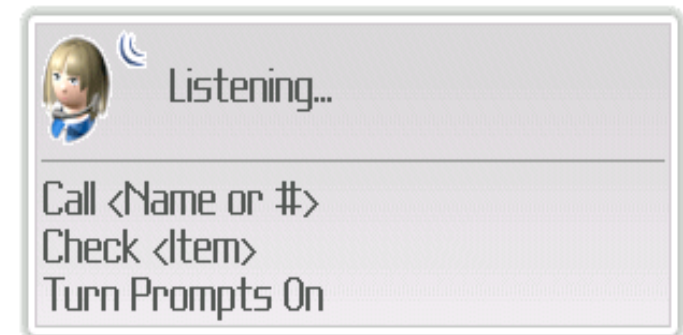 Listening...
Call <Name or #>
Check <Item>
Turn Prompts On